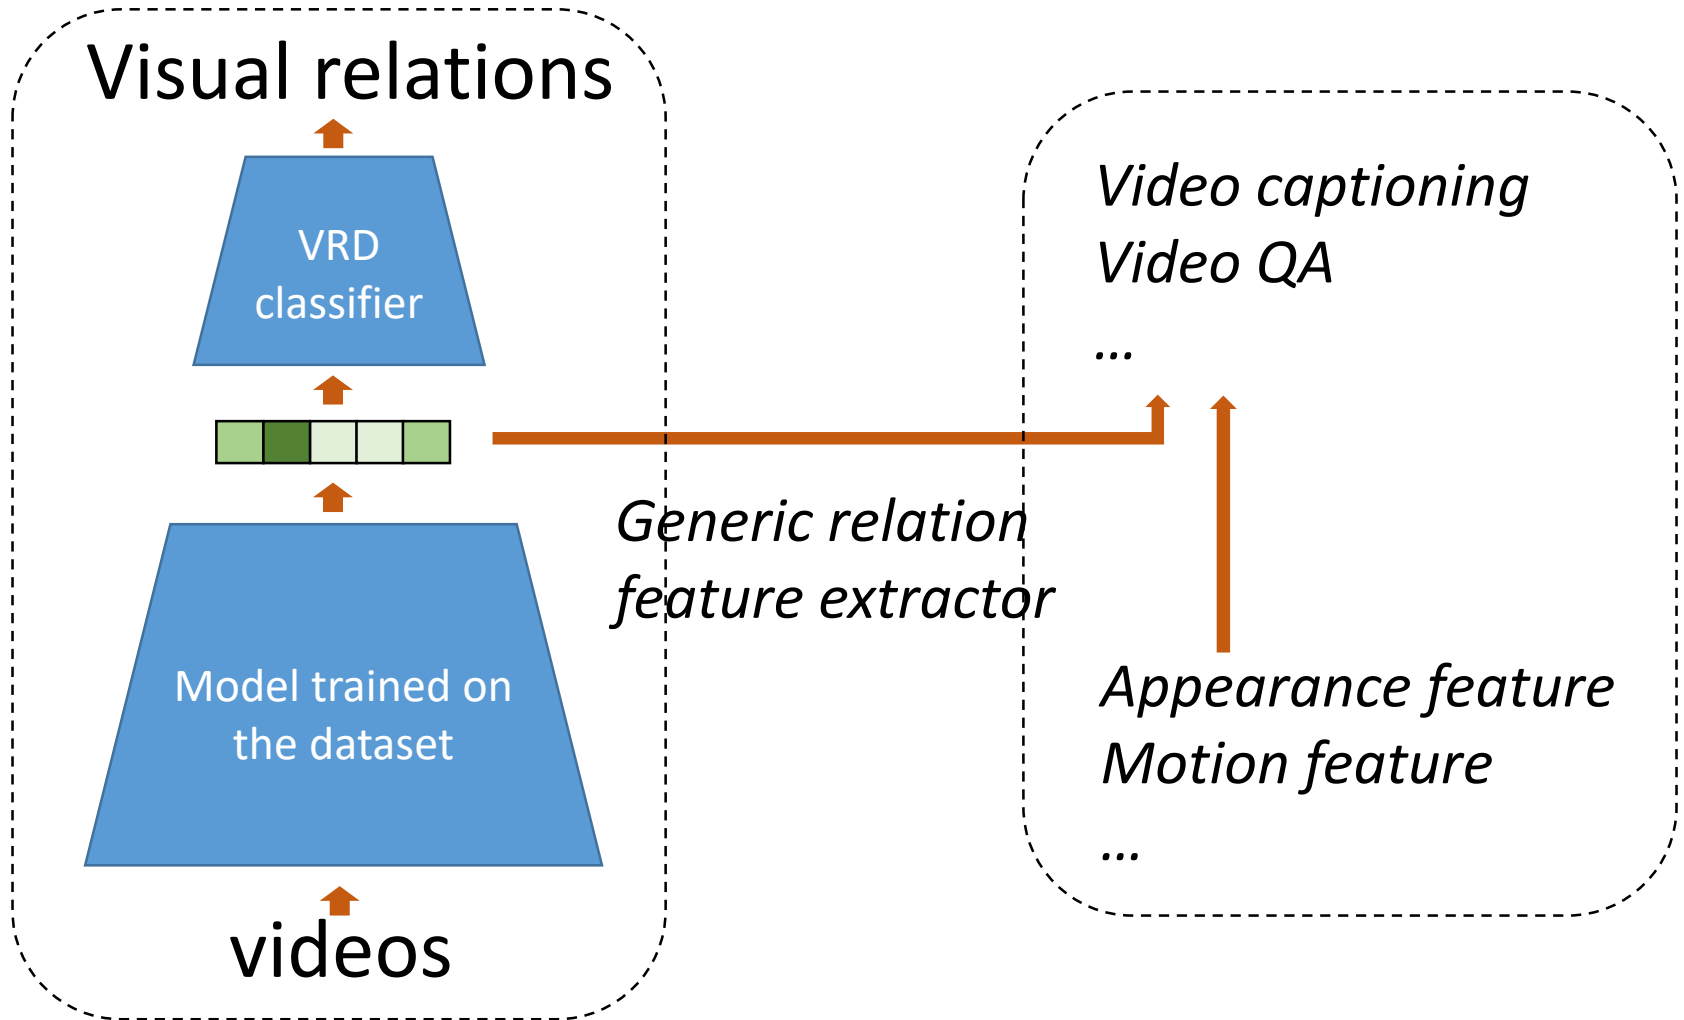 Visual relations
VRD
classifier
Model trained on
the dataset
videos
Generic relation
feature extractor
Video captioning
Video QA
...
Appearance feature
Motion feature
...